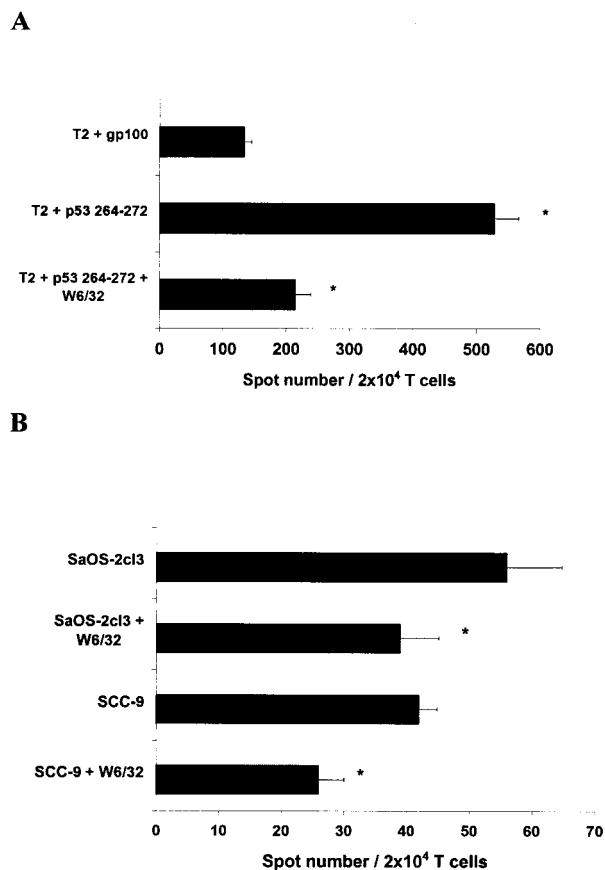 A
T2 + gp100
T2 + p53 264-272
*
T2 + p53 264-272 +
W6/32
*
0 100 200 300 400 500 600
Spot number / 2x10⁴ T cells
B
SaOS-2cl3
SaOS-2cl3 +
W6/32
*
SCC-9
SCC-9 + W6/32
*
0 10 20 30 40 50 60 70
Spot number / 2x10⁴ T cells